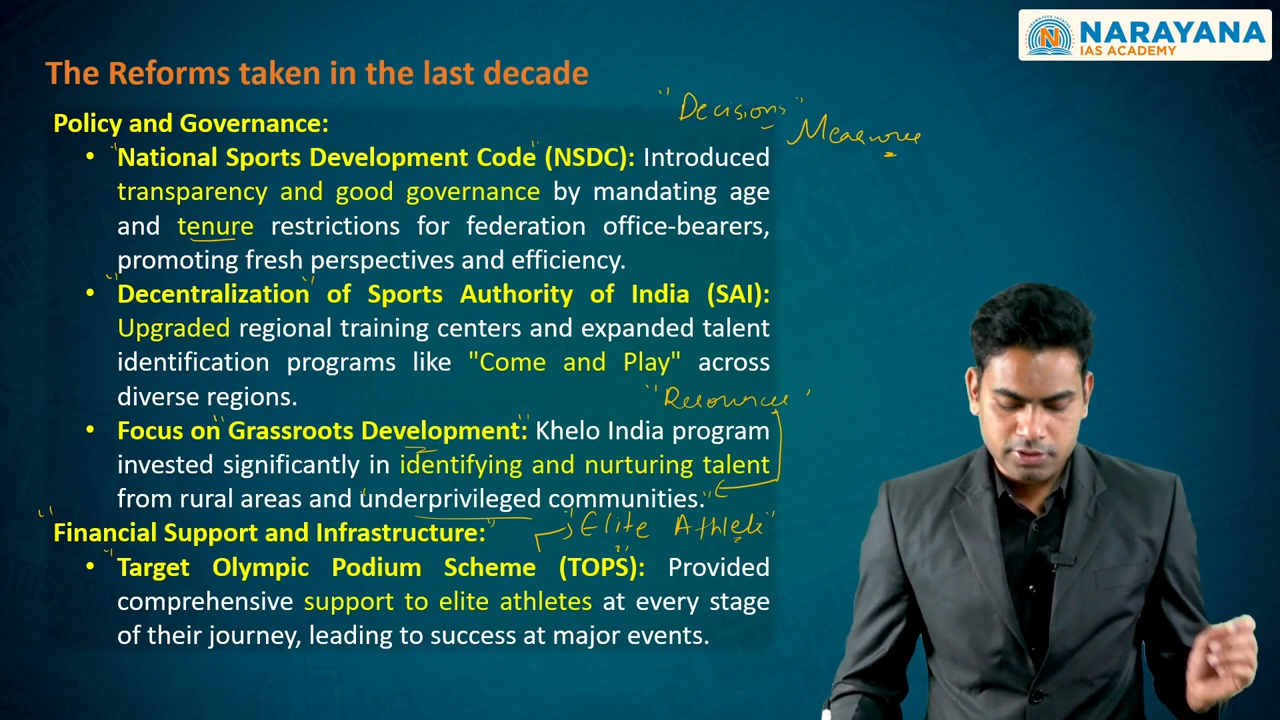 NARAYANA
IAS ACADEMY
The Reforms taken in the last decade
"Decisions"
Measures
Policy and Governance:
• National Sports Development Code (NSDC): Introduced
transparency and good governance by mandating age
and tenure restrictions for federation office-bearers,
promoting fresh perspectives and efficiency.
• Decentralization of Sports Authority of India (SAI):
Upgraded regional training centers and expanded talent
identification programs like "Come and Play" across
diverse regions.
"Resources"
• Focus on Grassroots Development: Khelo India program
invested significantly in identifying and nurturing talent
from rural areas and underprivileged communities.
Financial Support and Infrastructure:
"Elite Athlete"
• Target Olympic Podium Scheme (TOPS): Provided
comprehensive support to elite athletes at every stage
of their journey, leading to success at major events.